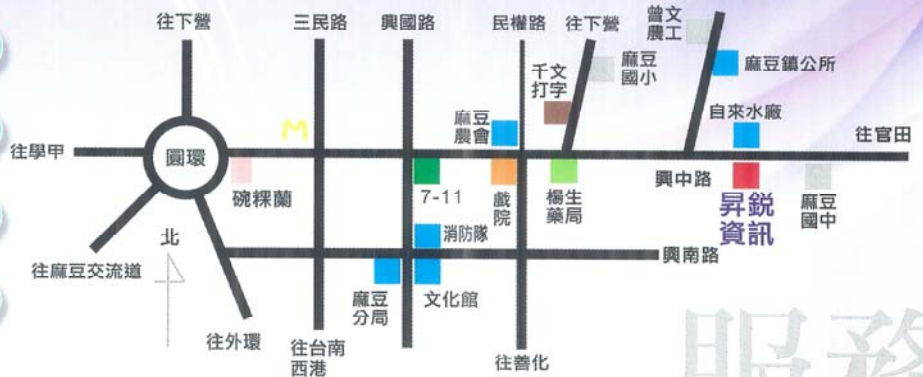 往下營
三民路
興國路
民權路
往下營
曾文
農工
千文
打字
麻豆
國小
麻豆鎮公所
麻豆
農會
自來水廠
往學甲
圓環
M
往官田
碗粿蘭
7-11
戲
院
楊生
藥局
興中路
昇銳
資訊
麻豆
國中
北
消防隊
興南路
往麻豆交流道
麻豆
分局
文化館
往外環
往台南
西港
往善化
服務